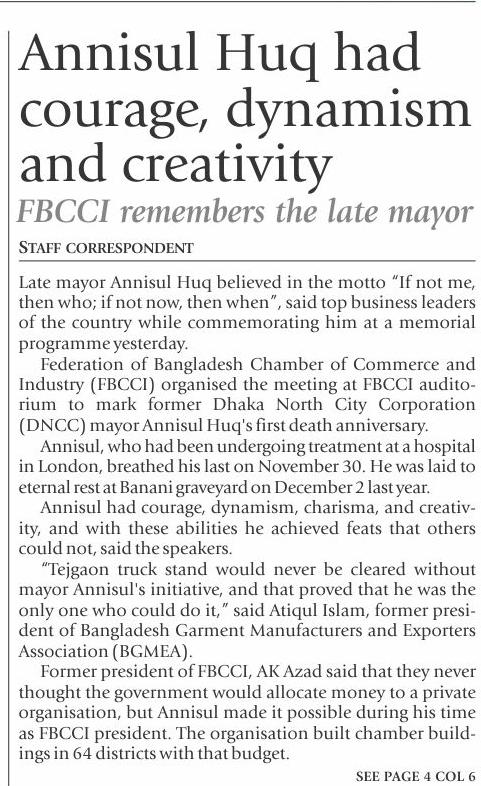 Annisul Huq had
courage, dynamism
and creativity
FBCCI remembers the late mayor
STAFF CORRESPONDENT
Late mayor Annisul Huq believed in the motto “If not me,
then who; if not now, then when”, said top business leaders
of the country while commemorating him at a memorial
programme yesterday.
Federation of Bangladesh Chamber of Commerce and
Industry (FBCCI) organised the meeting at FBCCI audito-
rium to mark former Dhaka North City Corporation
(DNCC) mayor Annisul Huq's first death anniversary.
Annisul, who had been undergoing treatment at a hospital
in London, breathed his last on November 30. He was laid to
eternal rest at Banani graveyard on December 2 last year.
Annisul had courage, dynamism, charisma, and creativ-
ity, and with these abilities he achieved feats that others
could not, said the speakers.
“Tejgaon truck stand would never be cleared without
mayor Annisul's initiative, and that proved that he was the
only one who could do it,” said Atiqul Islam, former presi-
dent of Bangladesh Garment Manufacturers and Exporters
Association (BGMEA).
Former president of FBCCI, AK Azad said that they never
thought the government would allocate money to a private
organisation, but Annisul made it possible during his time
as FBCCI president. The organisation built chamber build-
ings in 64 districts with that budget.
SEE PAGE 4 COL 6